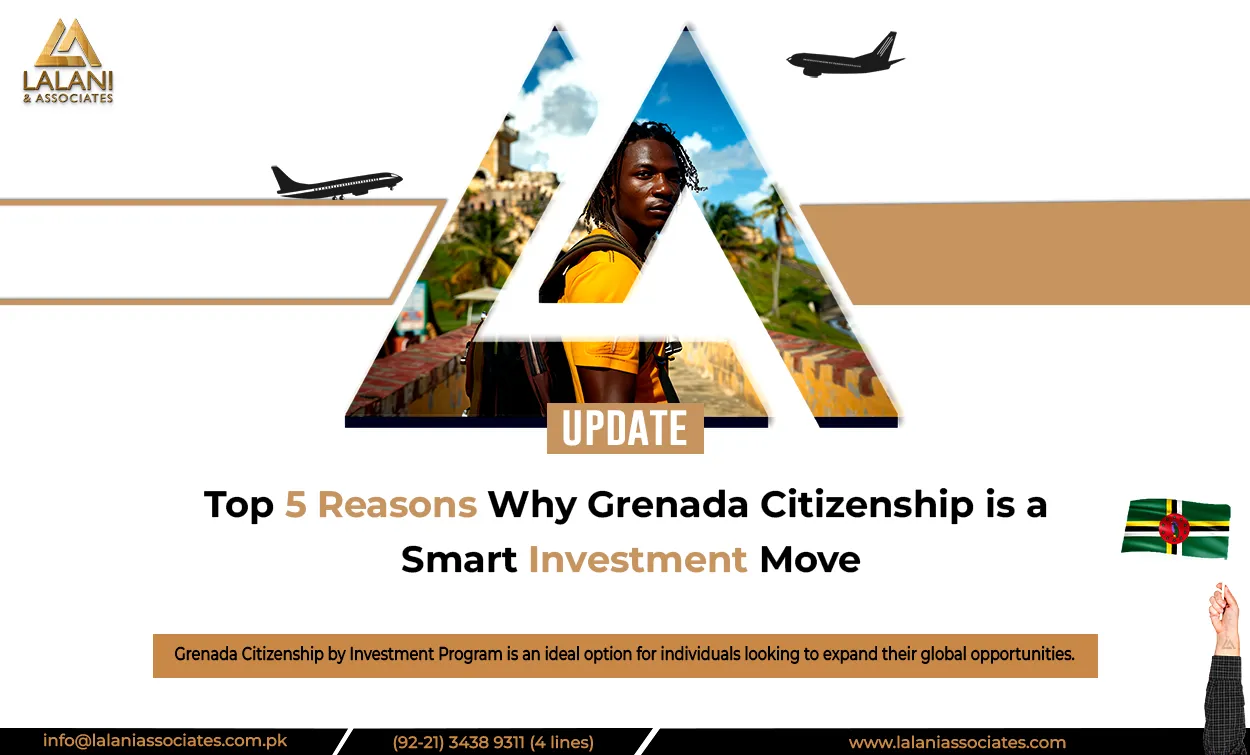 LALANI
& ASSOCIATES
UPDATE
Top 5 Reasons Why Grenada Citizenship is a
Smart Investment Move
Grenada Citizenship by Investment Program is an ideal option for individuals looking to expand their global opportunities.
info@lalaniassociates.com.pk
(92-21) 3438 9311 (4 lines)
www.lalaniassociates.com